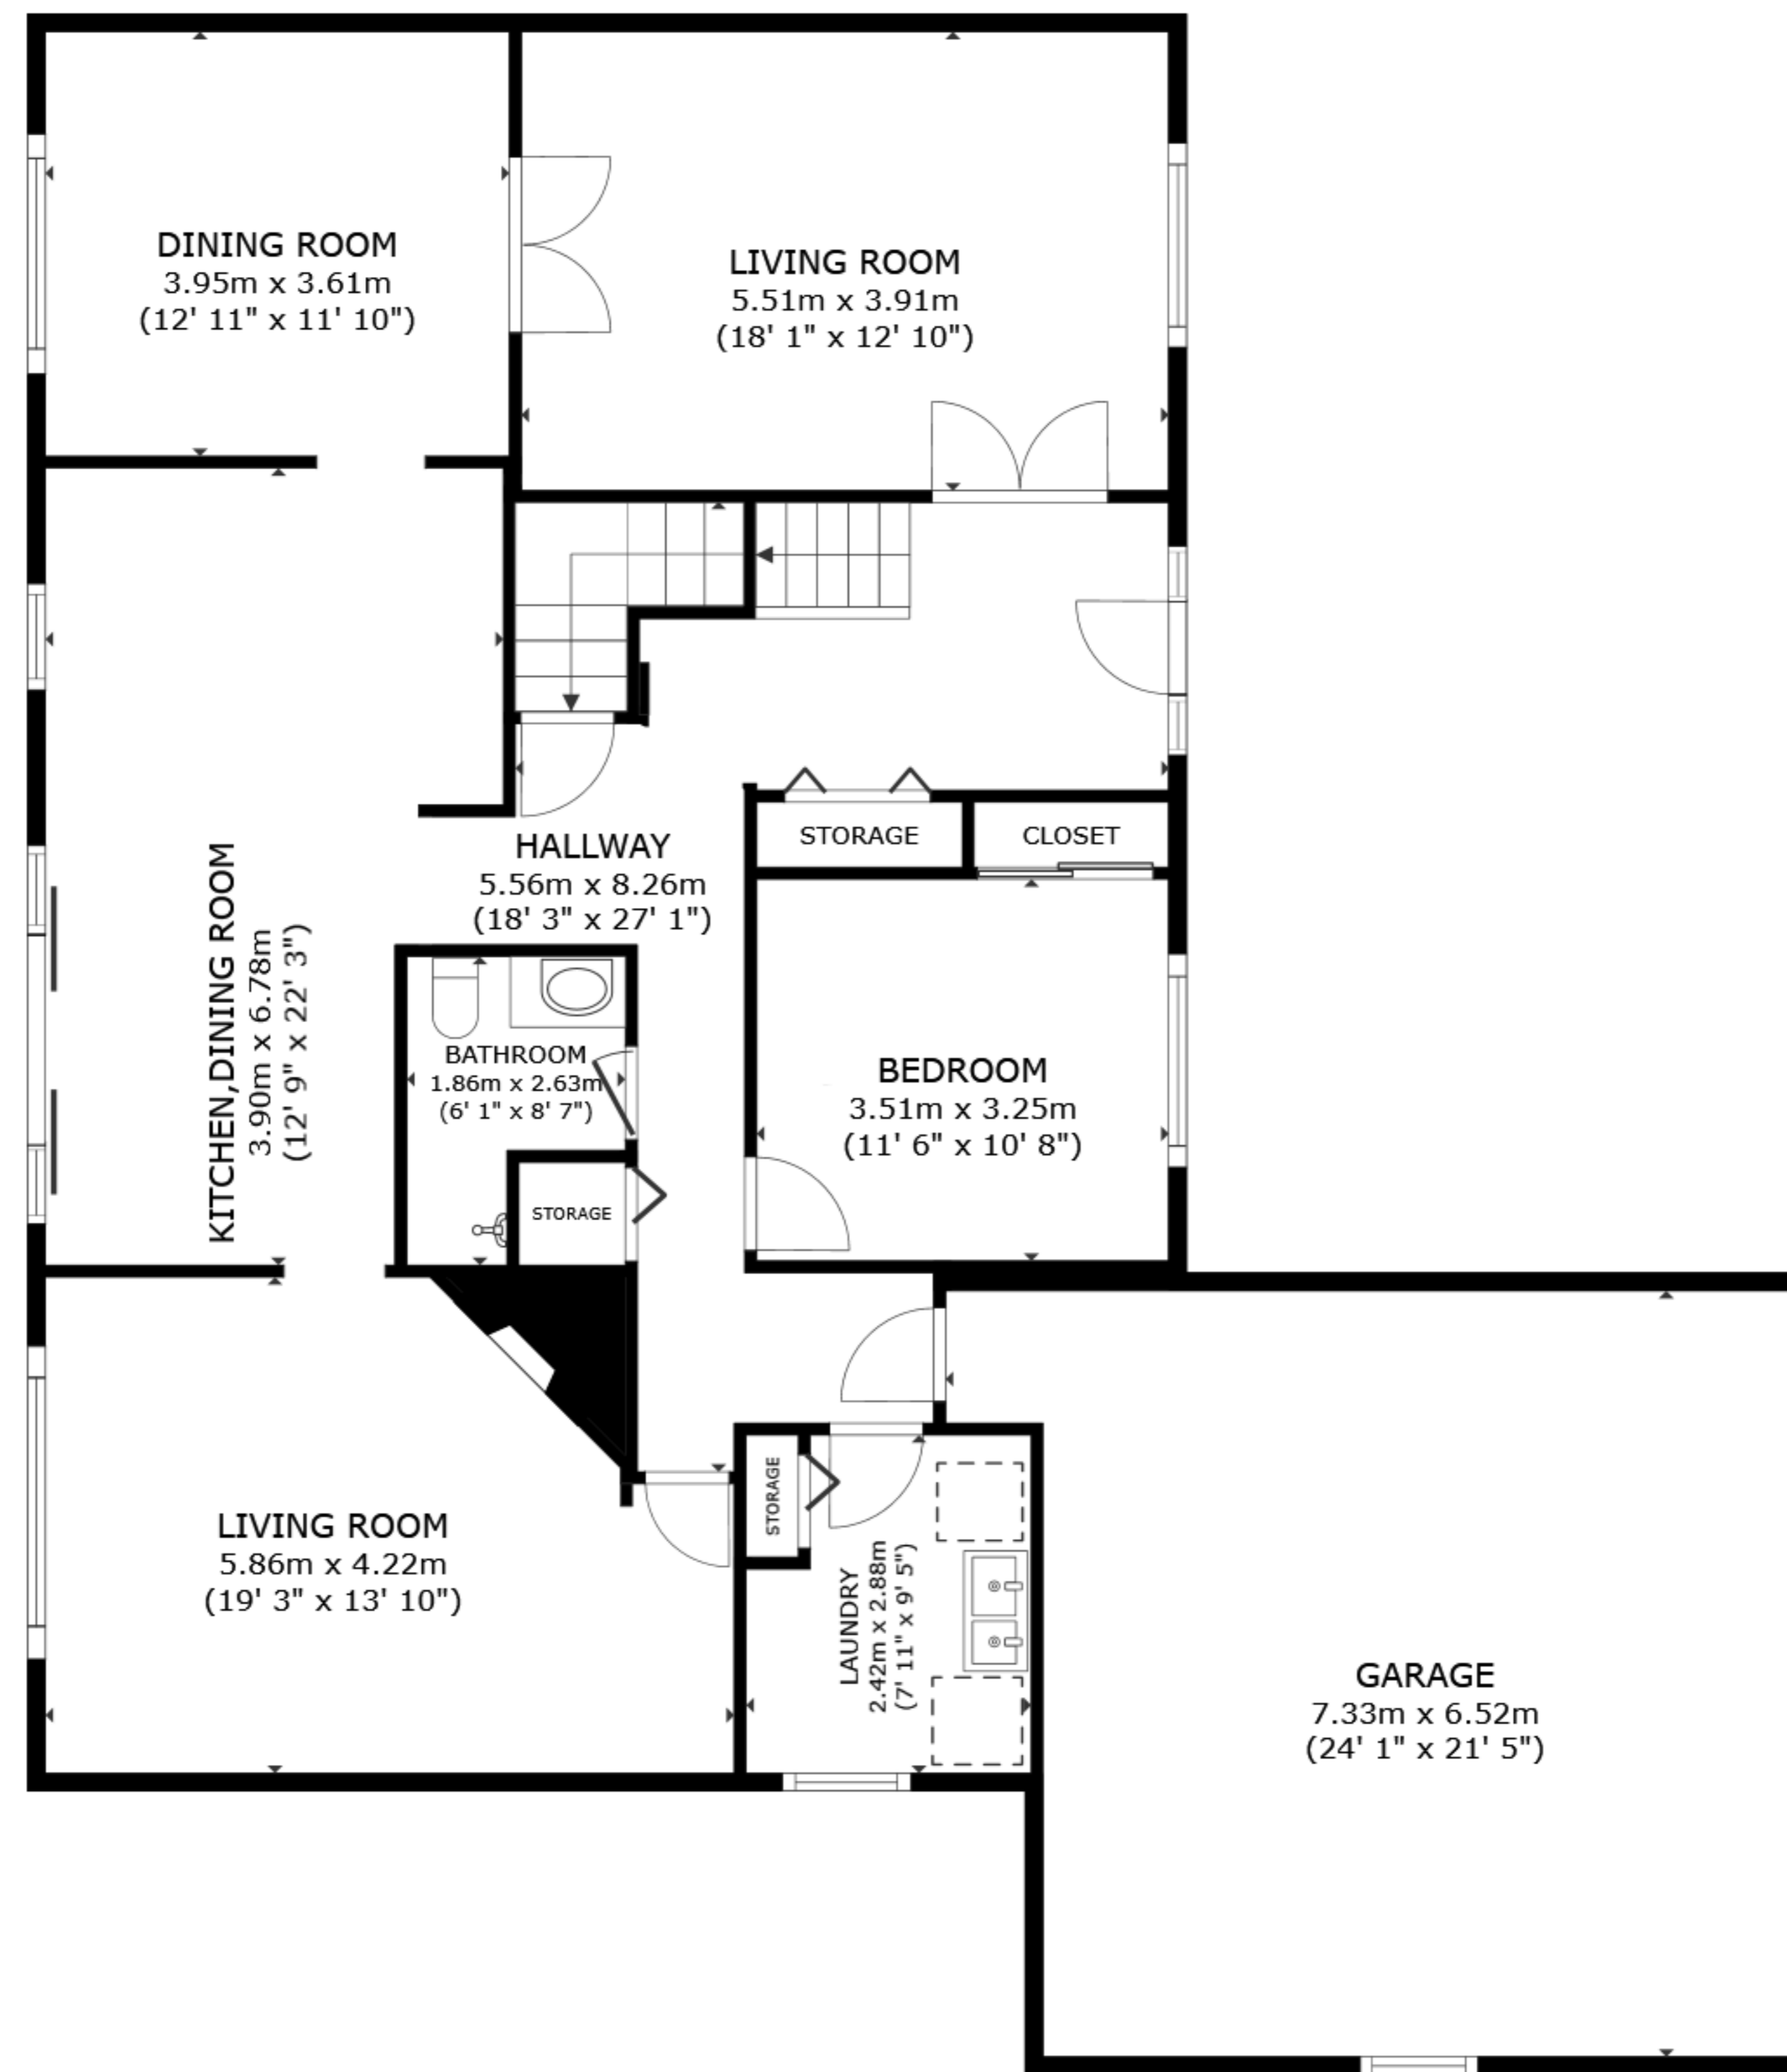 DINING ROOM
3.95m x 3.61m
(12' 11" x 11' 10")
LIVING ROOM
5.51m x 3.91m
(18' 1" x 12' 10")
STORAGE
CLOSET
HALLWAY
5.56m x 8.26m
(18' 3" x 27' 1")
KITCHEN,DINING ROOM
3.90m x 6.78m
(12' 9" x 22' 3")
BATHROOM
1.86m x 2.63m
(6' 1" x 8' 7")
BEDROOM
3.51m x 3.25m
(11' 6" x 10' 8")
STORAGE
STORAGE
LIVING ROOM
5.86m x 4.22m
(19' 3" x 13' 10")
LAUNDRY
2.42m x 2.88m
(7' 11" x 9' 5")
GARAGE
7.33m x 6.52m
(24' 1" x 21' 5")